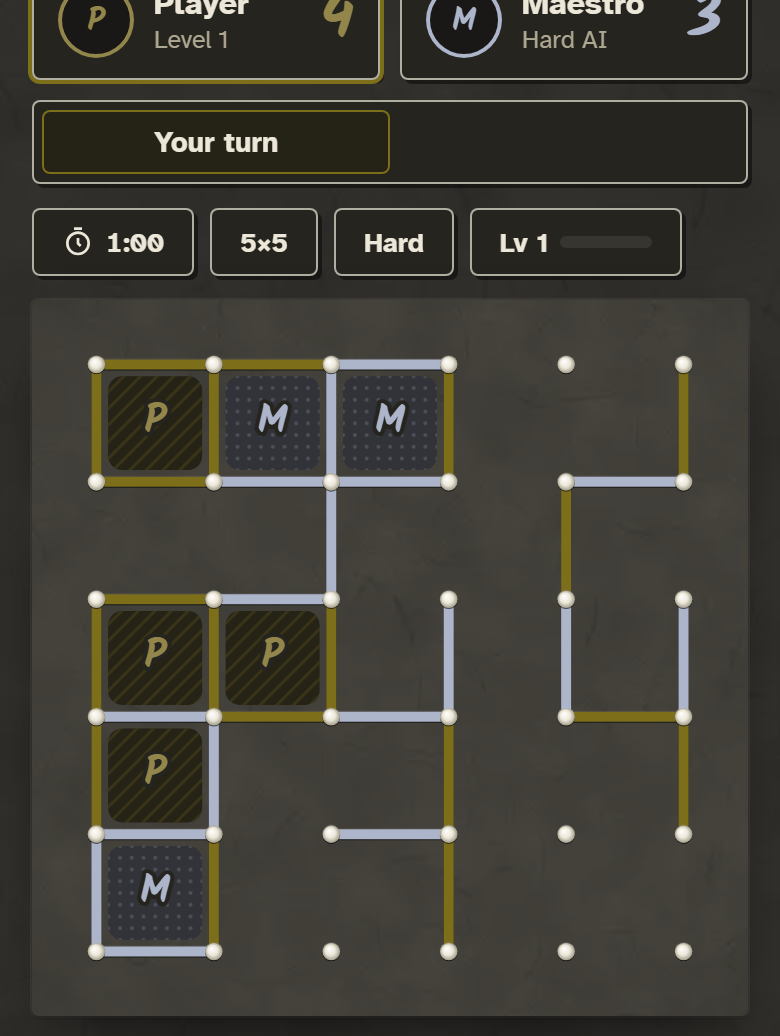 P Player 4 M Maestro 3
Level 1 Hard AI
Your turn
1:00 5×5 Hard Lv 1
P M M
P P
P
M